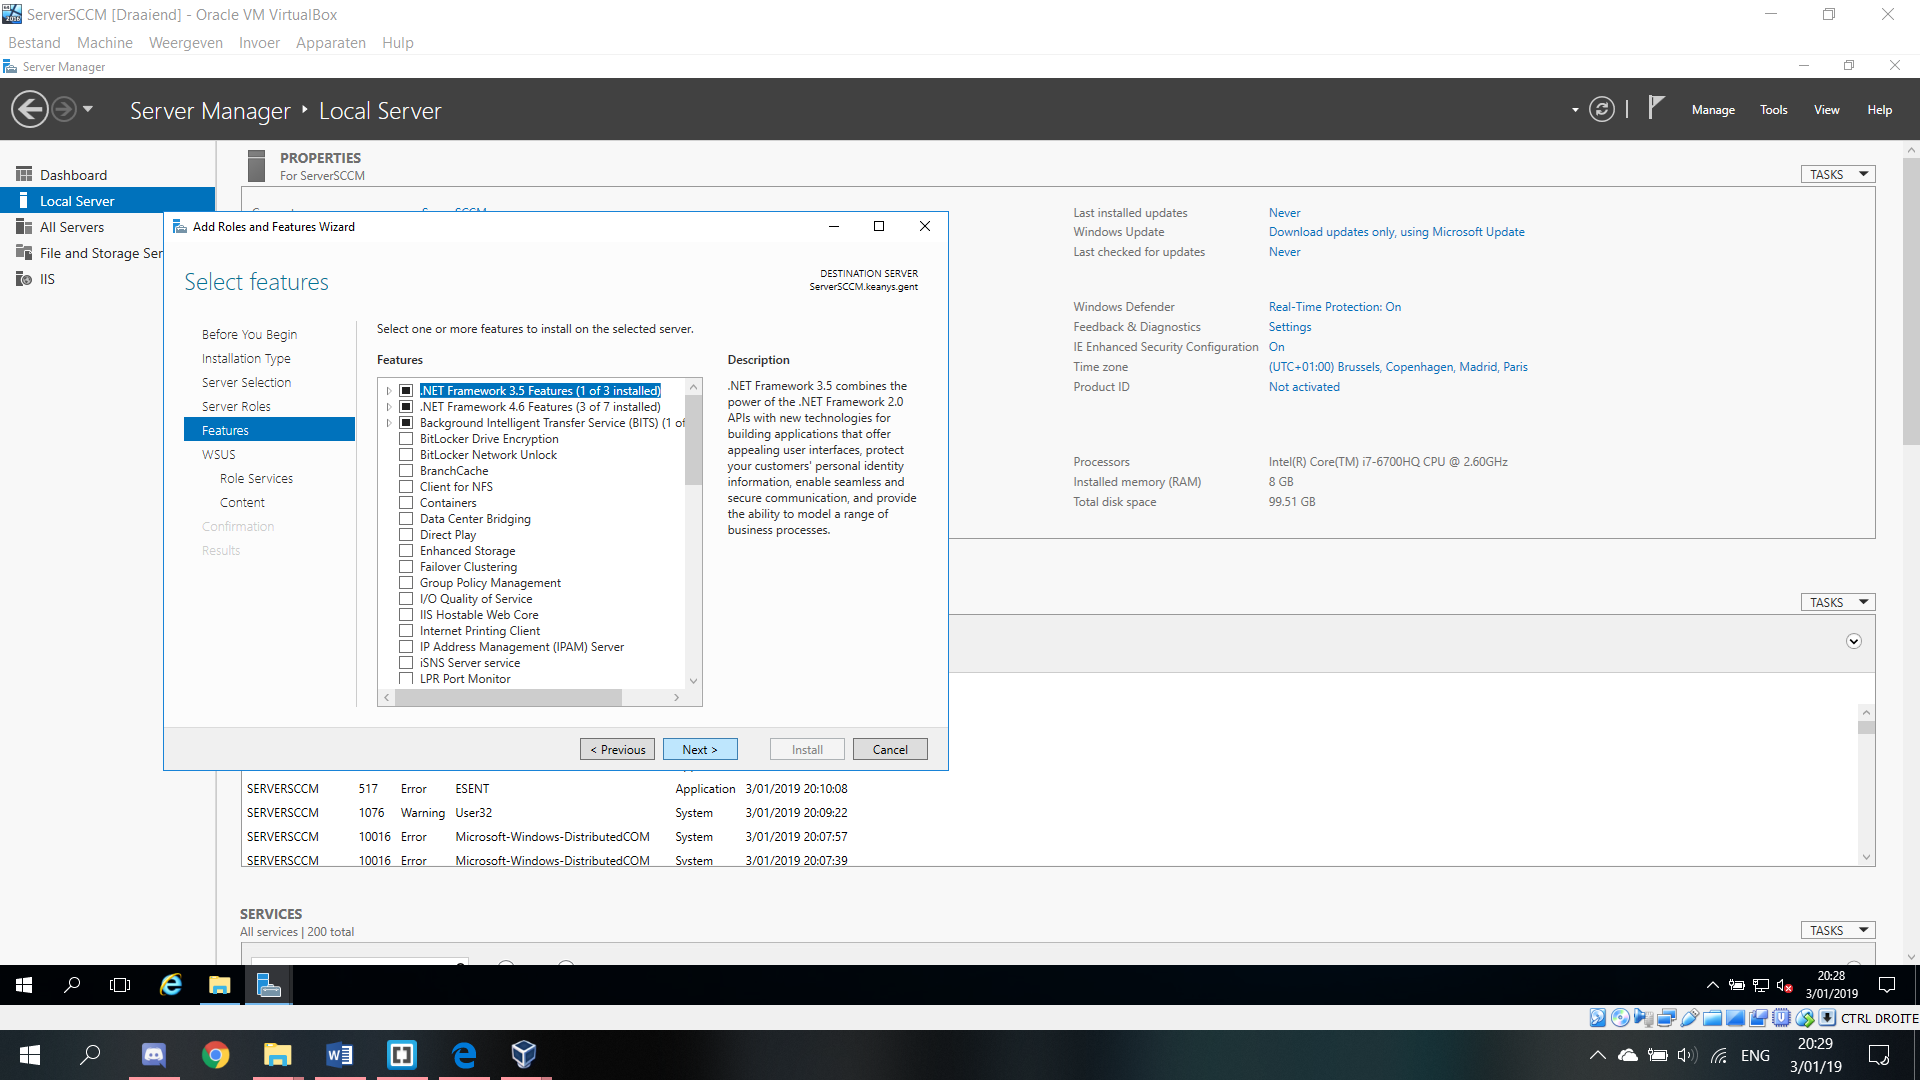 ServerSCCM [Draaiend] - Oracle VM VirtualBox
Bestand Machine Weergeven Invoer Apparaten Hulp
Server Manager
Server Manager ‣ Local Server
Manage Tools View Help
Dashboard
Local Server
All Servers
File and Storage Ser
IIS
PROPERTIES
For ServerSCCM
TASKS
Last installed updates Never
Windows Update Download updates only, using Microsoft Update
Last checked for updates Never
Windows Defender Real-Time Protection: On
Feedback & Diagnostics Settings
IE Enhanced Security Configuration On
Time zone (UTC+01:00) Brussels, Copenhagen, Madrid, Paris
Product ID Not activated
Processors Intel(R) Core(TM) i7-6700HQ CPU @ 2.60GHz
Installed memory (RAM) 8 GB
Total disk space 99.51 GB
Add Roles and Features Wizard
Select features
DESTINATION SERVER
ServerSCCM.keanys.gent
Before You Begin
Installation Type
Server Selection
Server Roles
Features
WSUS
Role Services
Content
Confirmation
Results
Select one or more features to install on the selected server.
Features
.NET Framework 3.5 Features (1 of 3 installed)
.NET Framework 4.6 Features (3 of 7 installed)
Background Intelligent Transfer Service (BITS) (1 of
BitLocker Drive Encryption
BitLocker Network Unlock
BranchCache
Client for NFS
Containers
Data Center Bridging
Direct Play
Enhanced Storage
Failover Clustering
Group Policy Management
I/O Quality of Service
IIS Hostable Web Core
Internet Printing Client
IP Address Management (IPAM) Server
iSNS Server service
LPR Port Monitor
Description
.NET Framework 3.5 combines the
power of the .NET Framework 2.0
APIs with new technologies for
building applications that offer
appealing user interfaces, protect
your customers' personal identity
information, enable seamless and
secure communication, and provide
the ability to model a range of
business processes.
< Previous Next > Install Cancel
TASKS
SERVERSCCM 517 Error ESENT Application 3/01/2019 20:10:08
SERVERSCCM 1076 Warning User32 System 3/01/2019 20:09:22
SERVERSCCM 10016 Error Microsoft-Windows-DistributedCOM System 3/01/2019 20:07:57
SERVERSCCM 10016 Error Microsoft-Windows-DistributedCOM System 3/01/2019 20:07:39
SERVICES
All services | 200 total
TASKS
20:28
3/01/2019
CTRL DROITE
ENG
20:29
3/01/19